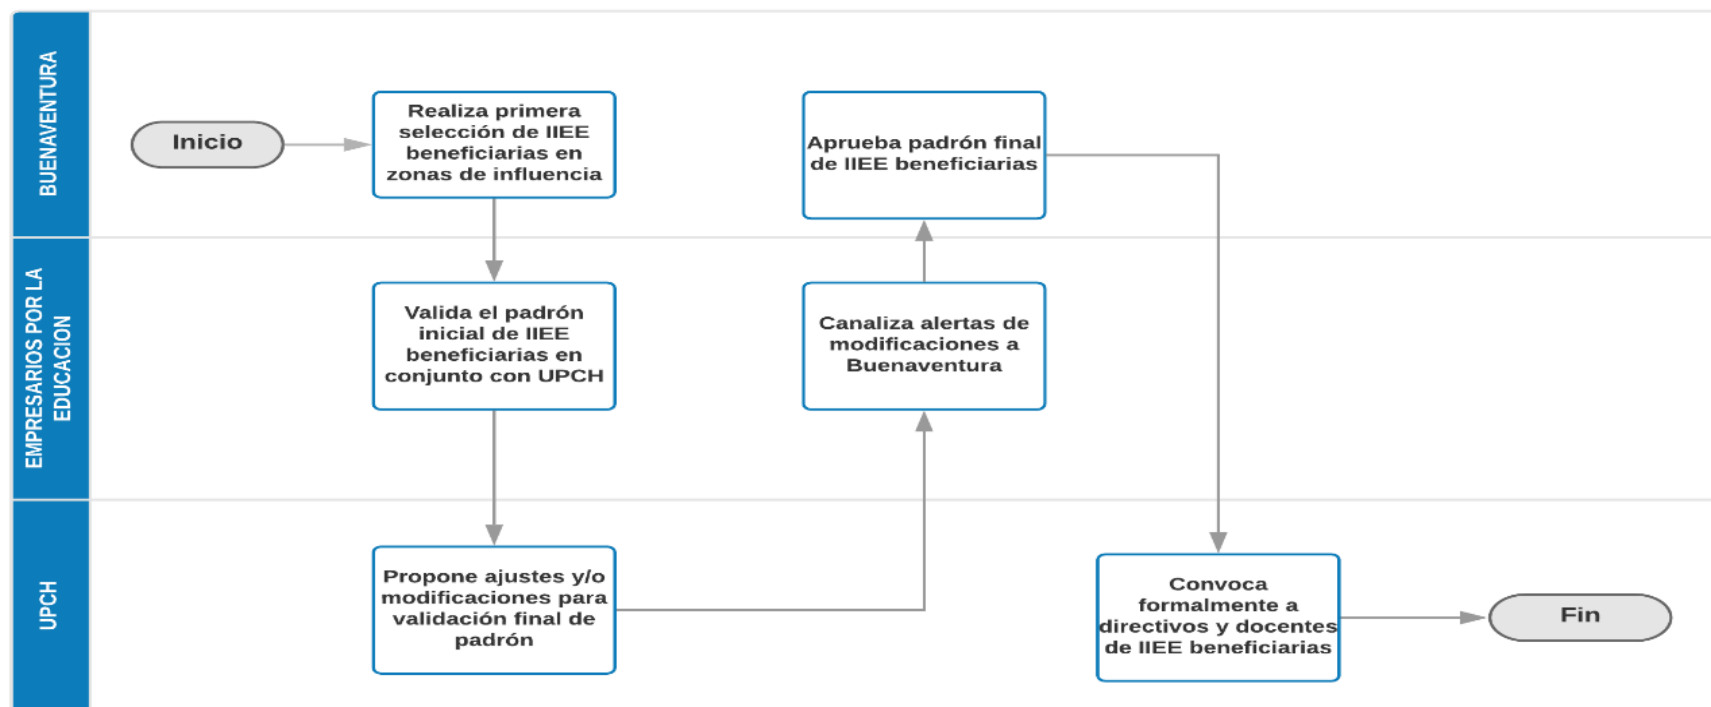 BUENAVENTURA
Inicio
Realiza primera
selección de IIEE
beneficiarias en
zonas de influencia
Aprueba padrón final
de IIEE beneficiarias
EMPRESARIOS POR LA
EDUCACION
Valida el padrón
inicial de IIEE
beneficiarias en
conjunto con UPCH
Canaliza alertas de
modificaciones a
Buenaventura
UPCH
Propone ajustes y/o
modificaciones para
validación final de
padrón
Convoca
formalmente a
directivos y docentes
de IIEE beneficiarias
Fin